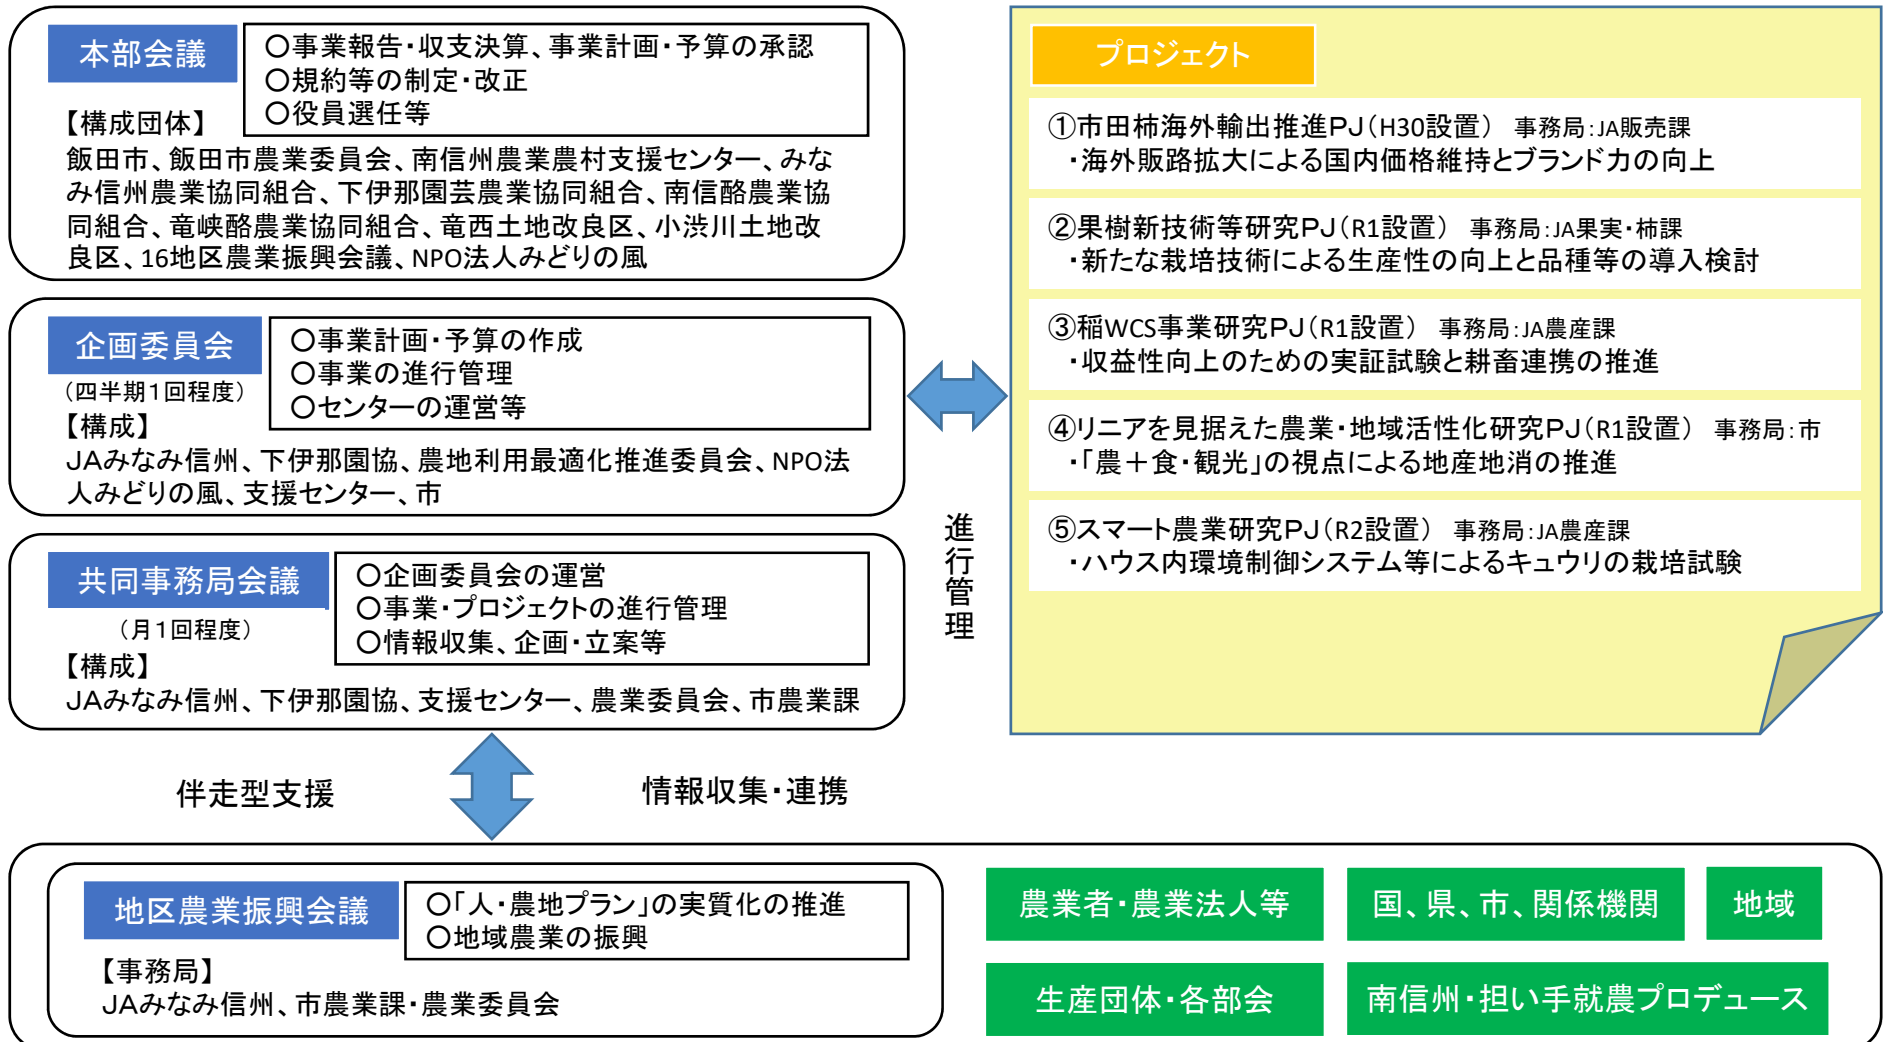 本部会議
〇事業報告・収支決算、事業計画・予算の承認
〇規約等の制定・改正
〇役員選任等
【構成団体】
飯田市、飯田市農業委員会、南信州農業農村支援センター、みな
み信州農業協同組合、下伊那園芸農業協同組合、南信酪農業協
同組合、竜峡酪農業協同組合、竜西土地改良区、小渋川土地改
良区、16地区農業振興会議、NPO法人みどりの風
企画委員会
（四半期１回程度）
〇事業計画・予算の作成
〇事業の進行管理
〇センターの運営等
【構成】
ＪＡみなみ信州、下伊那園協、農地利用最適化推進委員会、NPO法
人みどりの風、支援センター、市
共同事務局会議
（月１回程度）
〇企画委員会の運営
〇事業・プロジェクトの進行管理
〇情報収集、企画・立案等
【構成】
ＪＡみなみ信州、下伊那園協、支援センター、農業委員会、市農業課
進行管理
プロジェクト
①市田柿海外輸出推進ＰＪ（H30設置）　事務局：JA販売課
・海外販路拡大による国内価格維持とブランド力の向上
②果樹新技術等研究ＰＪ（R1設置）　事務局：JA果実・柿課
・新たな栽培技術による生産性の向上と品種等の導入検討
③稲WCS事業研究ＰＪ（R1設置）　事務局：JA農産課
・収益性向上のための実証試験と耕畜連携の推進
④リニアを見据えた農業・地域活性化研究ＰＪ（R1設置）　事務局：市
・「農＋食・観光」の視点による地産地消の推進
⑤スマート農業研究ＰＪ（R2設置）　事務局：JA農産課
・ハウス内環境制御システム等によるキュウリの栽培試験
伴走型支援
情報収集・連携
地区農業振興会議
〇「人・農地プラン」の実質化の推進
〇地域農業の振興
【事務局】
ＪＡみなみ信州、市農業課・農業委員会
農業者・農業法人等
国、県、市、関係機関
地域
生産団体・各部会
南信州・担い手就農プロデュース